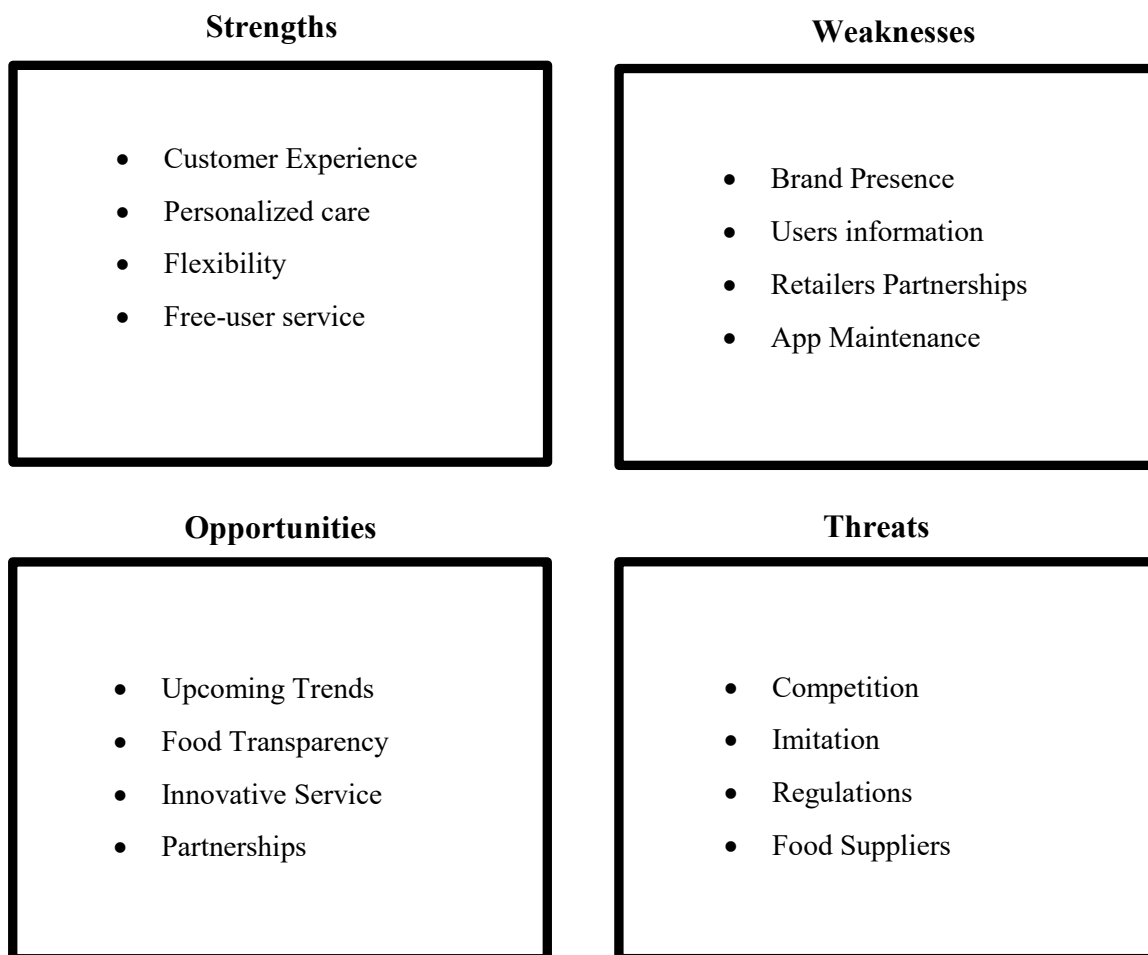 Strengths
• Customer Experience
• Personalized care
• Flexibility
• Free-user service
Weaknesses
• Brand Presence
• Users information
• Retailers Partnerships
• App Maintenance
Opportunities
• Upcoming Trends
• Food Transparency
• Innovative Service
• Partnerships
Threats
• Competition
• Imitation
• Regulations
• Food Suppliers